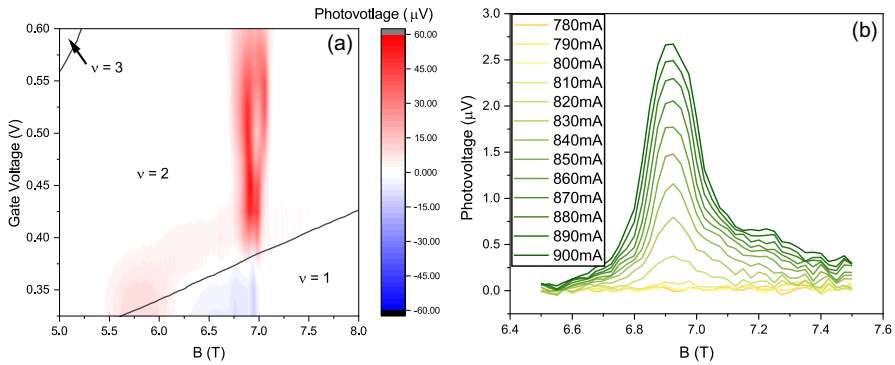 Photovotlage ( μV)
(a)
ν = 3
ν = 2
ν = 1
0.60
0.55
0.50
0.45
0.40
0.35
Gate Voltage (V)
5.0 5.5 6.0 6.5 7.0 7.5 8.0
B (T)
60.00
45.00
30.00
15.00
0.000
-15.00
-30.00
-45.00
-60.00
(b)
780mA
790mA
800mA
810mA
820mA
830mA
840mA
850mA
860mA
870mA
880mA
890mA
900mA
3.0
2.5
2.0
1.5
1.0
0.5
0.0
Photovoltage (μV)
6.4 6.6 6.8 7.0 7.2 7.4 7.6
B (T)